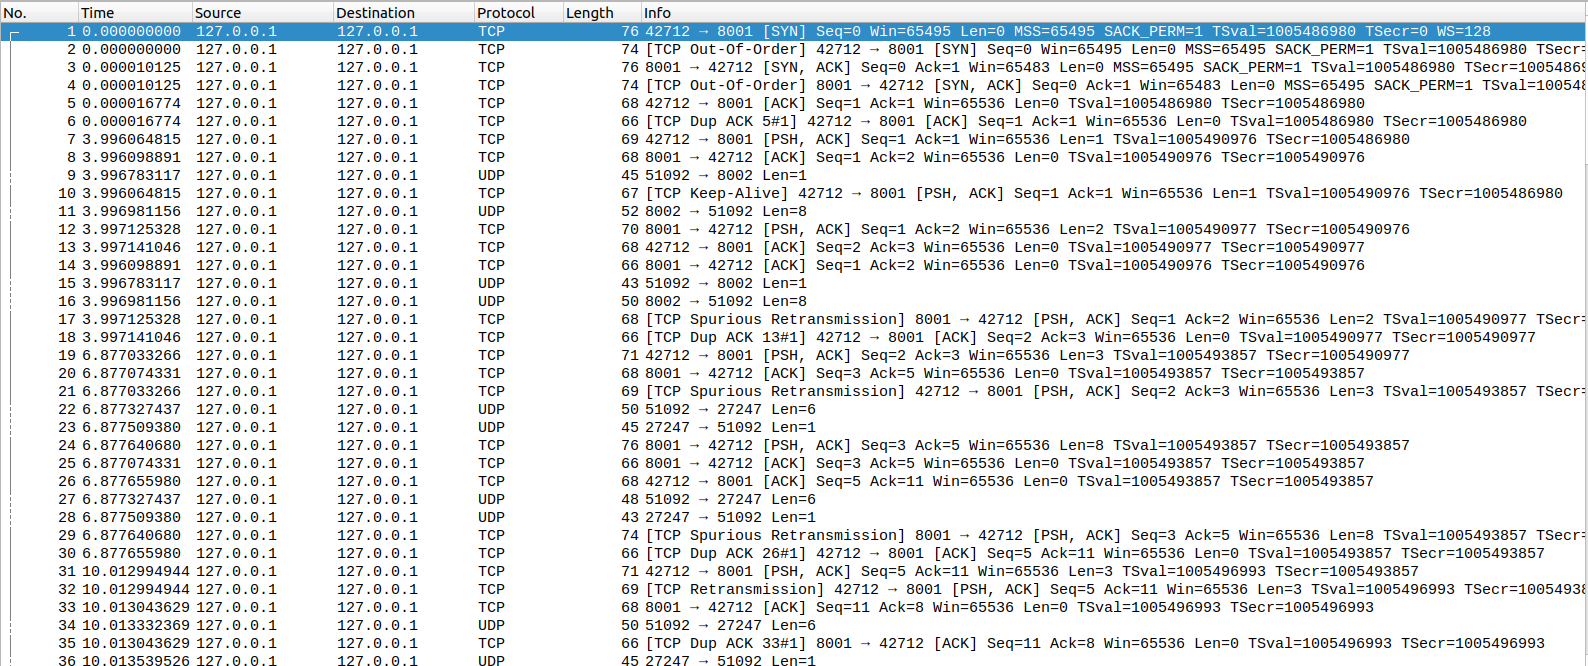 No. Time Source Destination Protocol Length Info
1 0.000000000 127.0.0.1 127.0.0.1 TCP 76 42712 → 8001 [SYN] Seq=0 Win=65495 Len=0 MSS=65495 SACK_PERM=1 TSval=1005486980 TSecr=0 WS=128
2 0.000000000 127.0.0.1 127.0.0.1 TCP 74 [TCP Out-Of-Order] 42712 → 8001 [SYN] Seq=0 Win=65495 Len=0 MSS=65495 SACK_PERM=1 TSval=1005486980 TSecr=
3 0.000010125 127.0.0.1 127.0.0.1 TCP 76 8001 → 42712 [SYN, ACK] Seq=0 Ack=1 Win=65483 Len=0 MSS=65495 SACK_PERM=1 TSval=1005486980 TSecr=10054869
4 0.000010125 127.0.0.1 127.0.0.1 TCP 74 [TCP Out-Of-Order] 8001 → 42712 [SYN, ACK] Seq=0 Ack=1 Win=65483 Len=0 MSS=65495 SACK_PERM=1 TSval=100548
5 0.000016774 127.0.0.1 127.0.0.1 TCP 68 42712 → 8001 [ACK] Seq=1 Ack=1 Win=65536 Len=0 TSval=1005486980 TSecr=1005486980
6 0.000016774 127.0.0.1 127.0.0.1 TCP 66 [TCP Dup ACK 5#1] 42712 → 8001 [ACK] Seq=1 Ack=1 Win=65536 Len=0 TSval=1005486980 TSecr=1005486980
7 3.996064815 127.0.0.1 127.0.0.1 TCP 69 42712 → 8001 [PSH, ACK] Seq=1 Ack=1 Win=65536 Len=1 TSval=1005490976 TSecr=1005486980
8 3.996098891 127.0.0.1 127.0.0.1 TCP 68 8001 → 42712 [ACK] Seq=1 Ack=2 Win=65536 Len=0 TSval=1005490976 TSecr=1005490976
9 3.996783117 127.0.0.1 127.0.0.1 UDP 45 51092 → 8002 Len=1
10 3.996064815 127.0.0.1 127.0.0.1 TCP 67 [TCP Keep-Alive] 42712 → 8001 [PSH, ACK] Seq=1 Ack=1 Win=65536 Len=1 TSval=1005490976 TSecr=1005486980
11 3.996981156 127.0.0.1 127.0.0.1 UDP 52 8002 → 51092 Len=8
12 3.997125328 127.0.0.1 127.0.0.1 TCP 70 8001 → 42712 [PSH, ACK] Seq=1 Ack=2 Win=65536 Len=2 TSval=1005490977 TSecr=1005490976
13 3.997141046 127.0.0.1 127.0.0.1 TCP 68 42712 → 8001 [ACK] Seq=2 Ack=3 Win=65536 Len=0 TSval=1005490977 TSecr=1005490977
14 3.996098891 127.0.0.1 127.0.0.1 TCP 66 8001 → 42712 [ACK] Seq=1 Ack=2 Win=65536 Len=0 TSval=1005490976 TSecr=1005490976
15 3.996783117 127.0.0.1 127.0.0.1 UDP 43 51092 → 8002 Len=1
16 3.996981156 127.0.0.1 127.0.0.1 UDP 50 8002 → 51092 Len=8
17 3.997125328 127.0.0.1 127.0.0.1 TCP 68 [TCP Spurious Retransmission] 8001 → 42712 [PSH, ACK] Seq=1 Ack=2 Win=65536 Len=2 TSval=1005490977 TSecr=
18 3.997141046 127.0.0.1 127.0.0.1 TCP 66 [TCP Dup ACK 13#1] 42712 → 8001 [ACK] Seq=2 Ack=3 Win=65536 Len=0 TSval=1005490977 TSecr=1005490977
19 6.877033266 127.0.0.1 127.0.0.1 TCP 71 42712 → 8001 [PSH, ACK] Seq=2 Ack=3 Win=65536 Len=3 TSval=1005493857 TSecr=1005490977
20 6.877074331 127.0.0.1 127.0.0.1 TCP 68 8001 → 42712 [ACK] Seq=3 Ack=5 Win=65536 Len=0 TSval=1005493857 TSecr=1005493857
21 6.877033266 127.0.0.1 127.0.0.1 TCP 69 [TCP Spurious Retransmission] 42712 → 8001 [PSH, ACK] Seq=2 Ack=3 Win=65536 Len=3 TSval=1005493857 TSecr=
22 6.877327437 127.0.0.1 127.0.0.1 UDP 50 51092 → 27247 Len=6
23 6.877509380 127.0.0.1 127.0.0.1 UDP 45 27247 → 51092 Len=1
24 6.877640680 127.0.0.1 127.0.0.1 TCP 76 8001 → 42712 [PSH, ACK] Seq=3 Ack=5 Win=65536 Len=8 TSval=1005493857 TSecr=1005493857
25 6.877074331 127.0.0.1 127.0.0.1 TCP 66 8001 → 42712 [ACK] Seq=3 Ack=5 Win=65536 Len=0 TSval=1005493857 TSecr=1005493857
26 6.877655980 127.0.0.1 127.0.0.1 TCP 68 42712 → 8001 [ACK] Seq=5 Ack=11 Win=65536 Len=0 TSval=1005493857 TSecr=1005493857
27 6.877327437 127.0.0.1 127.0.0.1 UDP 48 51092 → 27247 Len=6
28 6.877509380 127.0.0.1 127.0.0.1 UDP 43 27247 → 51092 Len=1
29 6.877640680 127.0.0.1 127.0.0.1 TCP 74 [TCP Spurious Retransmission] 8001 → 42712 [PSH, ACK] Seq=3 Ack=5 Win=65536 Len=8 TSval=1005493857 TSecr=
30 6.877655980 127.0.0.1 127.0.0.1 TCP 66 [TCP Dup ACK 26#1] 42712 → 8001 [ACK] Seq=5 Ack=11 Win=65536 Len=0 TSval=1005493857 TSecr=1005493857
31 10.012994944 127.0.0.1 127.0.0.1 TCP 71 42712 → 8001 [PSH, ACK] Seq=5 Ack=11 Win=65536 Len=3 TSval=1005496993 TSecr=1005493857
32 10.012994944 127.0.0.1 127.0.0.1 TCP 69 [TCP Retransmission] 42712 → 8001 [PSH, ACK] Seq=5 Ack=11 Win=65536 Len=3 TSval=1005496993 TSecr=1005493
33 10.013043629 127.0.0.1 127.0.0.1 TCP 68 8001 → 42712 [ACK] Seq=11 Ack=8 Win=65536 Len=0 TSval=1005496993 TSecr=1005496993
34 10.013332369 127.0.0.1 127.0.0.1 UDP 50 51092 → 27247 Len=6
35 10.013043629 127.0.0.1 127.0.0.1 TCP 66 [TCP Dup ACK 33#1] 8001 → 42712 [ACK] Seq=11 Ack=8 Win=65536 Len=0 TSval=1005496993 TSecr=1005496993
36 10.013539526 127.0.0.1 127.0.0.1 UDP 45 27247 → 51092 Len=1